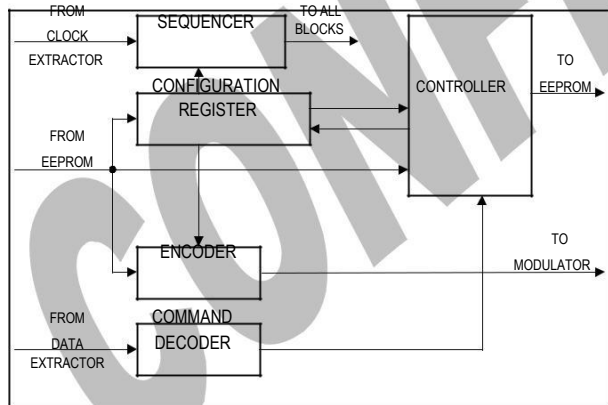 FROM
CLOCK
EXTRACTOR
SEQUENCER
TO ALL
BLOCKS
CONFIGURATION
REGISTER
CONTROLLER
TO
EEPROM
FROM
EEPROM
ENCODER
TO
MODULATOR
FROM
DATA
EXTRACTOR
COMMAND
DECODER